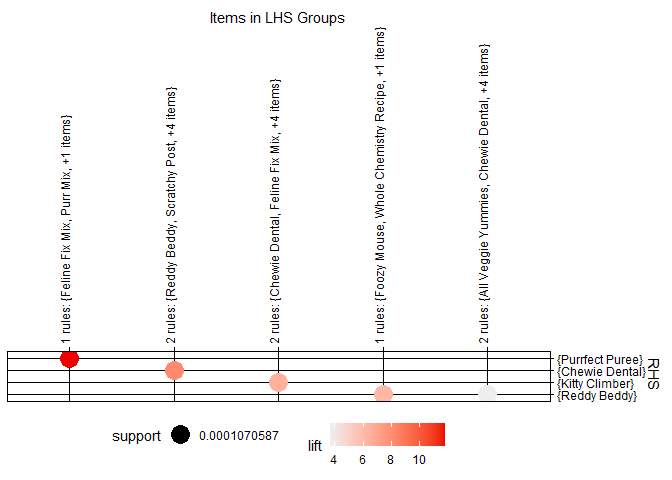 Items in LHS Groups
1 rules: {Feline Fix Mix, Purr Mix, +1 items}
2 rules: {Reddy Beddy, Scratchy Post, +4 items}
2 rules: {Chewie Dental, Feline Fix Mix, +4 items}
1 rules: {Foozy Mouse, Whole Chemistry Recipe, +1 items}
2 rules: {All Veggie Yummies, Chewie Dental, +4 items}
{Purrfect Puree}
{Chewie Dental}
{Kitty Climber}
{Reddy Beddy}
RHS
support 0.0001070587
lift
4 6 8 10